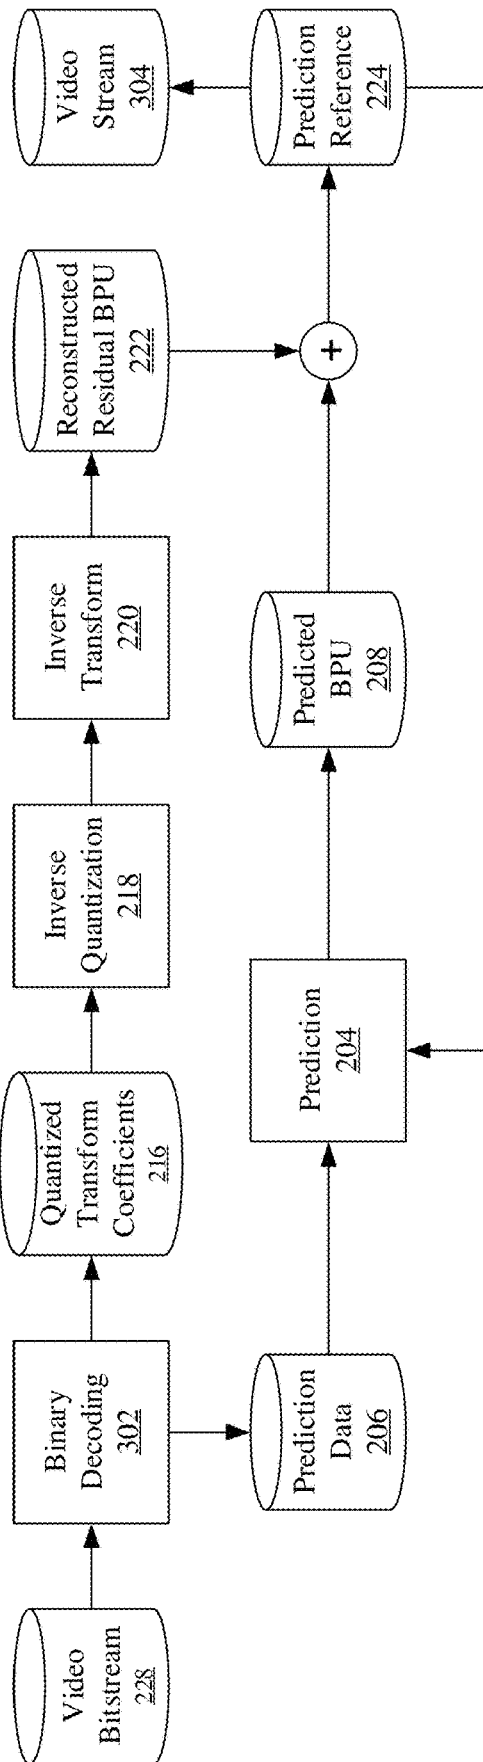 Video
Bitstream
228
Binary
Decoding
302
Quantized
Transform
Coefficients
216
Inverse
Quantization
218
Inverse
Transform
220
Reconstructed
Residual BPU
222
Video
Stream
304
Prediction
Data
206
Prediction
204
Predicted
BPU
208
+
Prediction
Reference
224